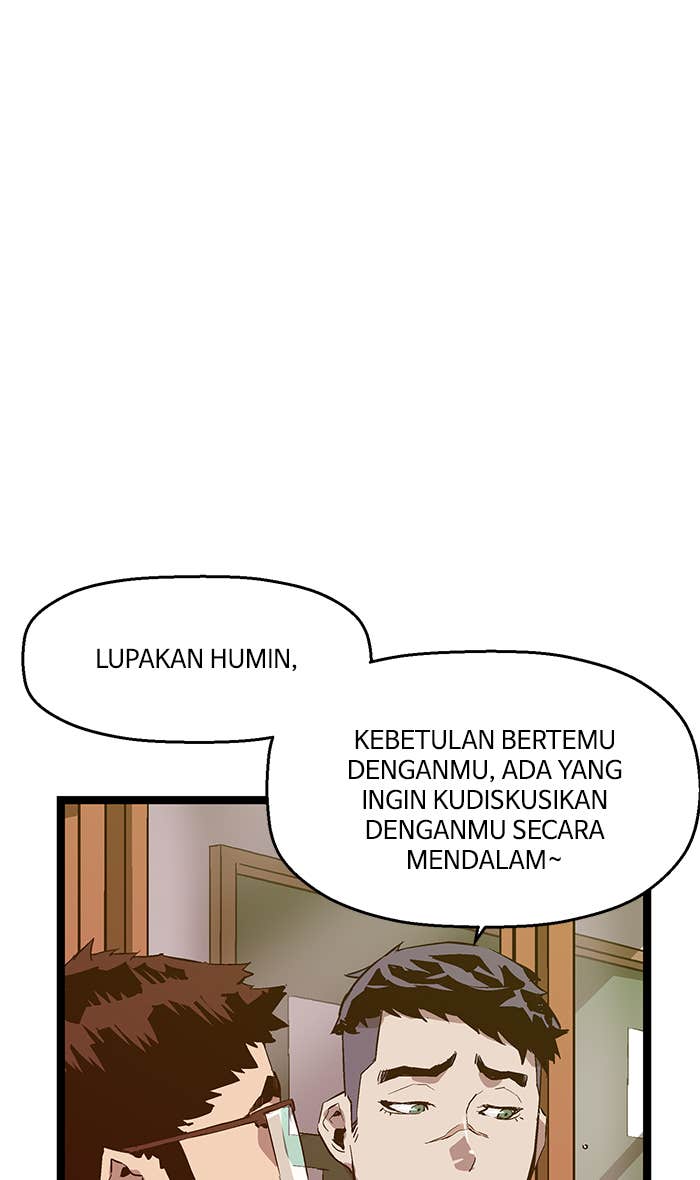 LUPAKAN HUMIN,
KEBETULAN BERTEMU
DENGANMU, ADA YANG
INGIN KUDISKUSIKAN
DENGANMU SECARA
MENDALAM~